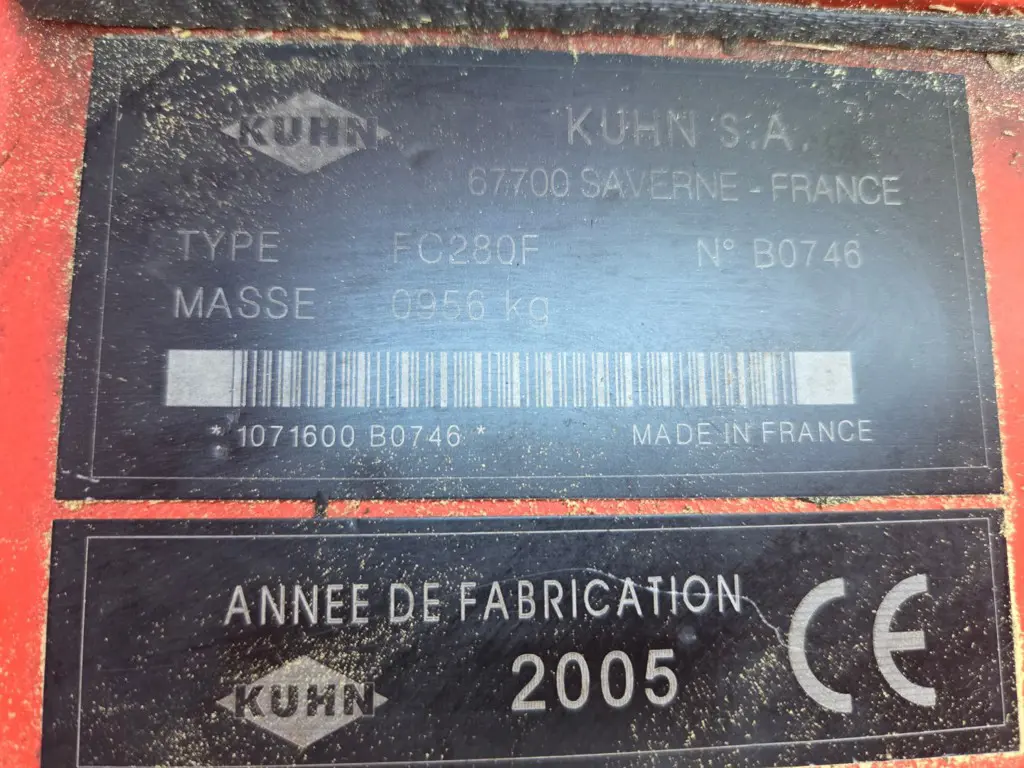 KUHN
KUHN S.A.
67700 SAVERNE - FRANCE
TYPE FC280F N° B0746
MASSE 0956 kg
* 1071600 B0746 * MADE IN FRANCE
ANNEE DE FABRICATION
KUHN
2005
CE